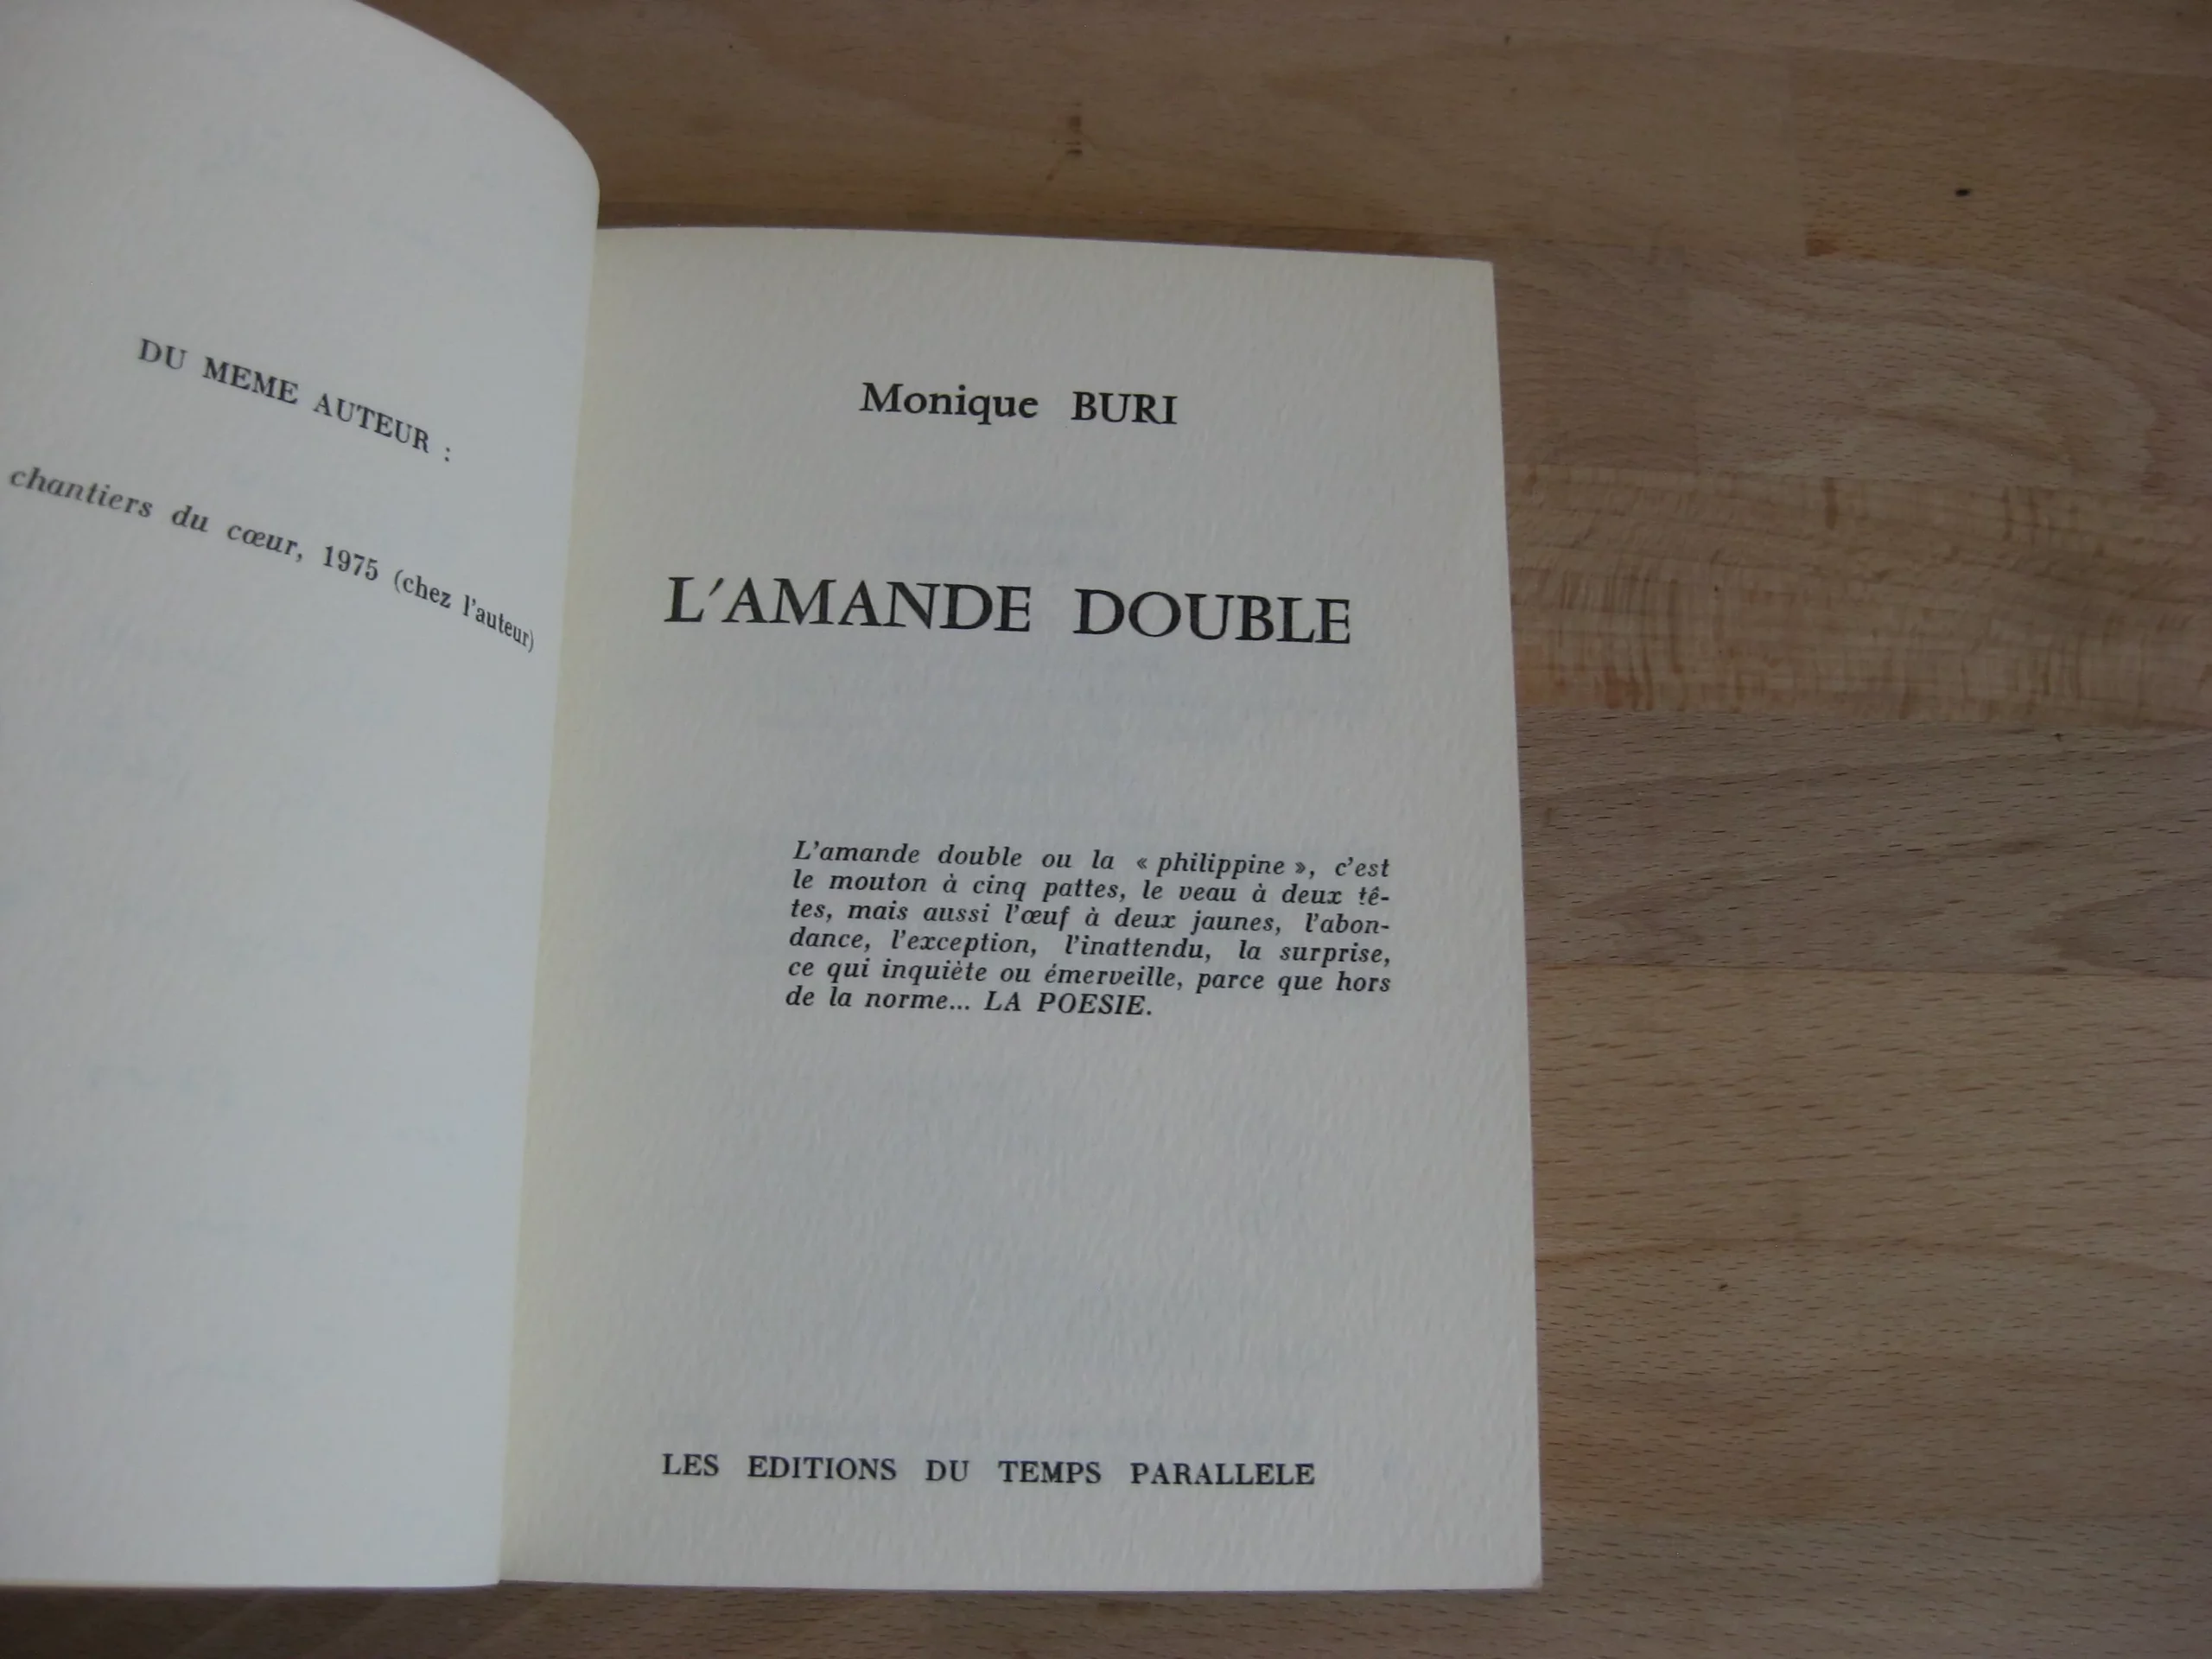 DU MEME AUTEUR :
chantiers du cœur, 1975 (chez l'auteur)
Monique BURI
L'AMANDE DOUBLE
L'amande double ou la « philippine », c'est
le mouton à cinq pattes, le veau à deux tê-
tes, mais aussi l'œuf à deux jaunes, l'abon-
dance, l'exception, l'inattendu, la surprise,
ce qui inquiète ou émerveille, parce que hors
de la norme... LA POESIE.
LES EDITIONS DU TEMPS PARALLELE